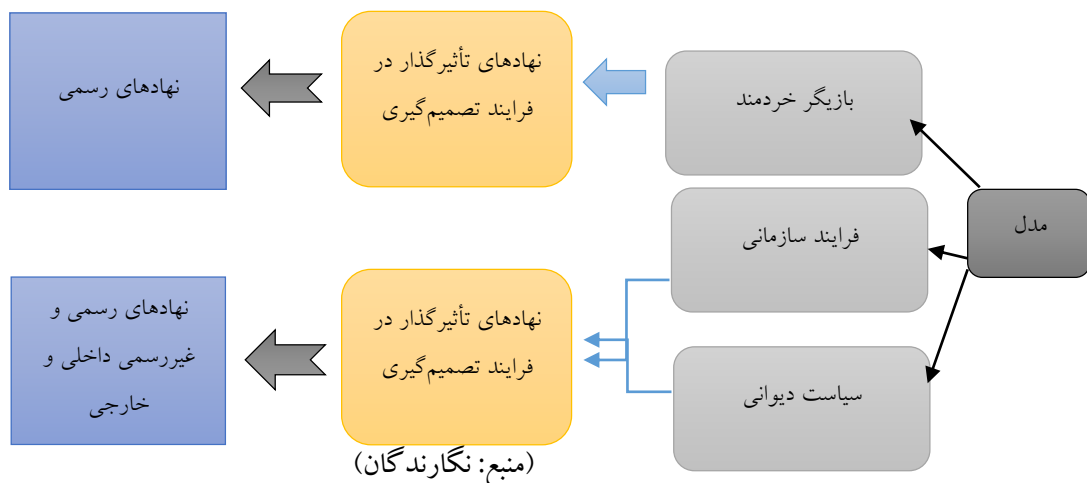 مدل
بازیگر خردمند
نهادهای تأثیرگذار در
فرایند تصمیم‌گیری
نهادهای رسمی
فرایند سازمانی
سیاست دیوانی
نهادهای تأثیرگذار در
فرایند تصمیم‌گیری
نهادهای رسمی و
غیررسمی داخلی و
خارجی
(منبع: نگارندگان)